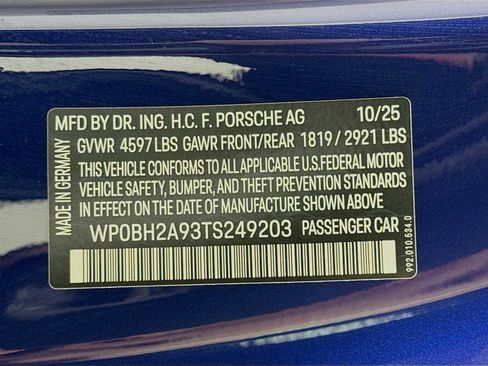 MFD BY DR. ING. H.C. F. PORSCHE AG 10/25
GVWR 4597 LBS GAWR FRONT/REAR 1819 / 2921 LBS
THIS VEHICLE CONFORMS TO ALL APPLICABLE U.S. FEDERAL MOTOR
VEHICLE SAFETY, BUMPER, AND THEFT PREVENTION STANDARDS
IN EFFECT ON THE DATE OF MANUFACTURE SHOWN ABOVE.
WP0BH2A93TS249203 PASSENGER CAR
MADE IN GERMANY
992.010.534.0